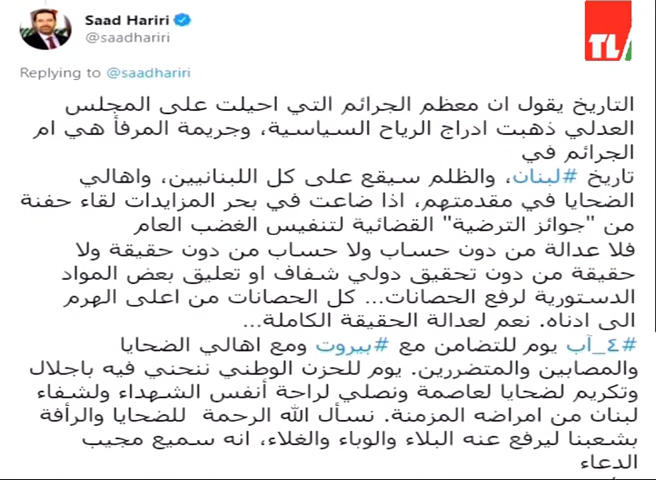 Saad Hariri
@saadhariri
TL
Replying to @saadhariri
التاريخ يقول ان معظم الجرائم التي احيلت على المجلس
العدلي ذهبت ادراج الرياح السياسية، وجريمة المرفأ هي ام
الجرائم في
تاريخ #لبنان، والظلم سيقع على كل اللبنانيين، واهالي
الضحايا في مقدمتهم، اذا ضاعت في بحر المزايدات لقاء حفنة
من "جوائز الترضية" القضائية لتنفيس الغضب العام
فلا عدالة من دون حساب ولا حساب من دون حقيقة ولا
حقيقة من دون تحقيق دولي شفاف او تعليق بعض المواد
الدستورية لرفع الحصانات... كل الحصانات من اعلى الهرم
الى ادناه. نعم لعدالة الحقيقة الكاملة...
#٤_آب يوم للتضامن مع #بيروت ومع اهالي الضحايا
والمصابين والمتضررين. يوم للحزن الوطني ننحني فيه باجلال
وتكريم لضحايا لعاصمة ونصلي لراحة أنفس الشهداء ولشفاء
لبنان من امراضه المزمنة. نسأل الله الرحمة للضحايا والرأفة
بشعبنا ليرفع عنه البلاء والوباء والغلاء، انه سميع مجيب
الدعاء